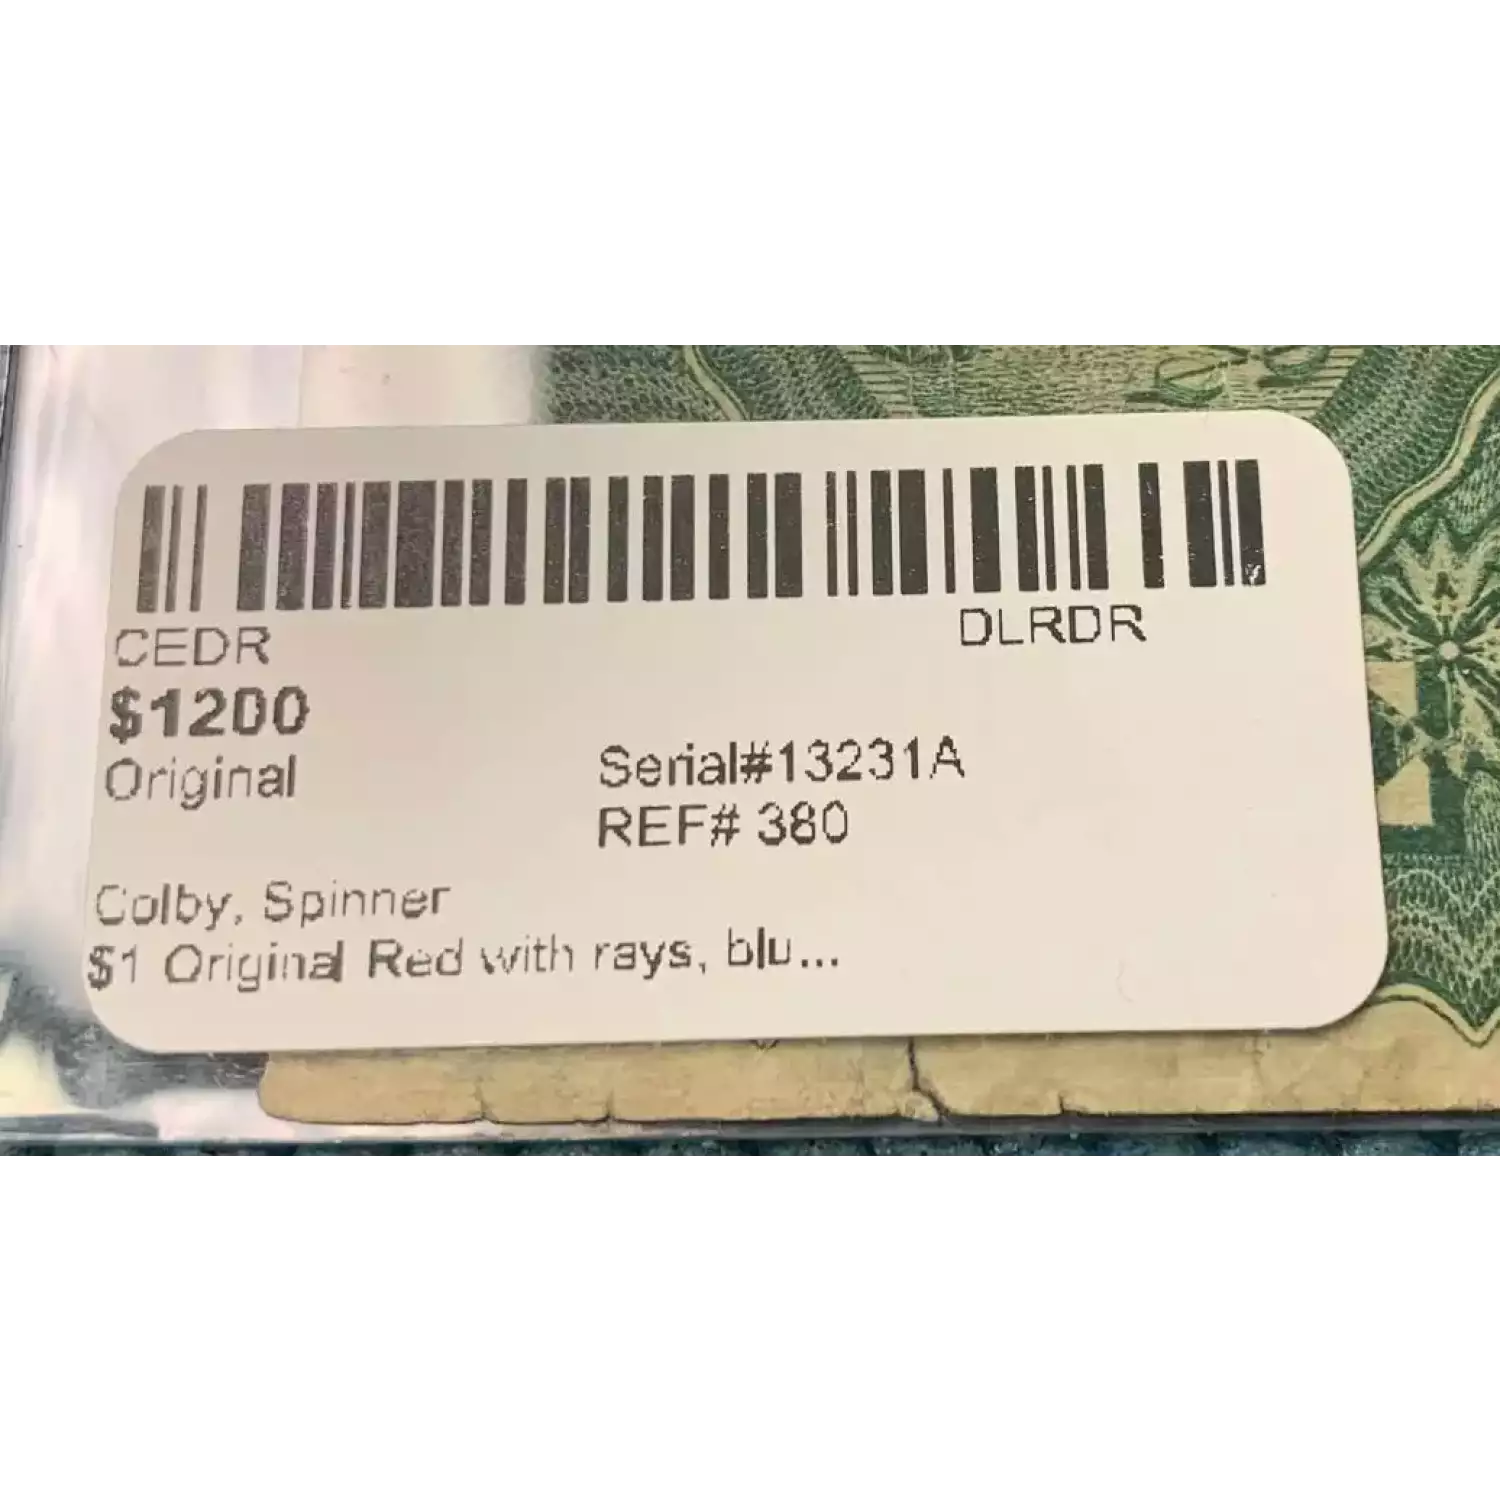 CEDR DLRDR
$1200
Original Serial#13231A
REF# 380
Colby, Spinner
$1 Original Red with rays, blu...